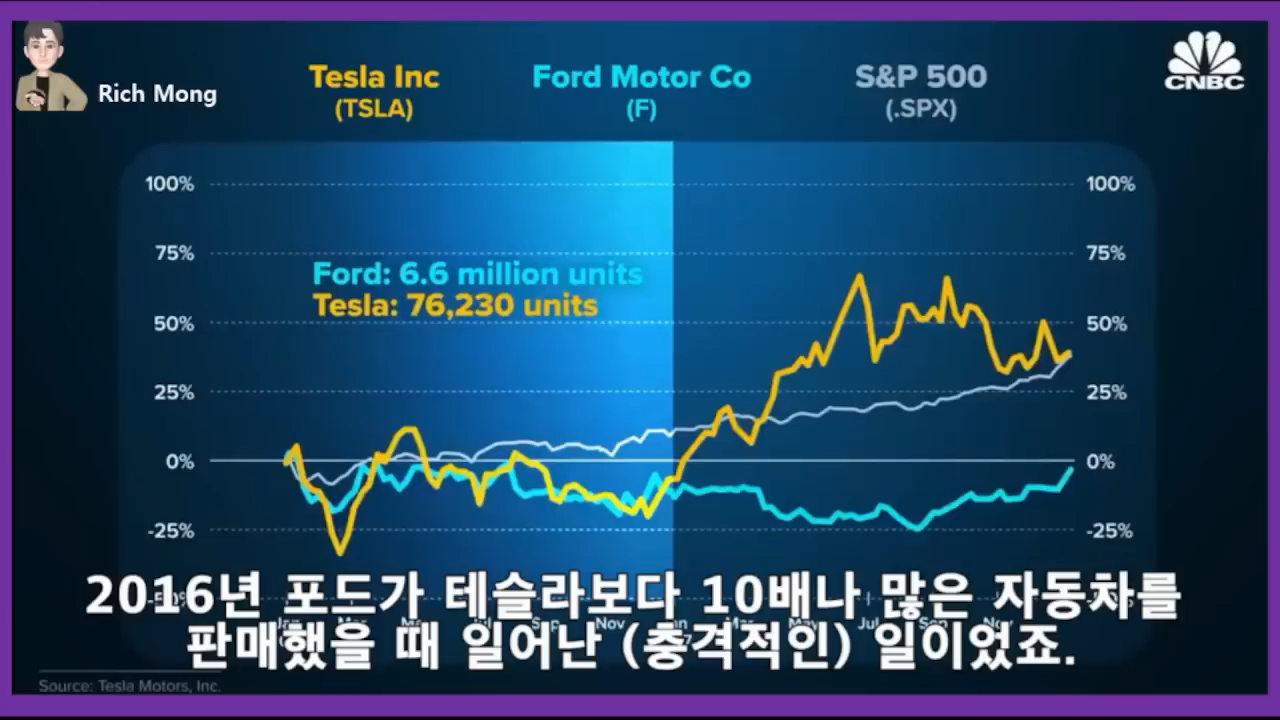 Rich Mong
Tesla Inc
(TSLA)
Ford Motor Co
(F)
S&P 500
(.SPX)
CNBC
100%
100%
75%
75%
Ford: 6.6 million units
Tesla: 76,230 units
50%
50%
25%
25%
0%
0%
-25%
-25%
2016년 포드가 테슬라보다 10배나 많은 자동차를
판매했을 때 일어난 (충격적인) 일이었죠.
Nov
Mar
Jul
Source: Tesla Motors, Inc.